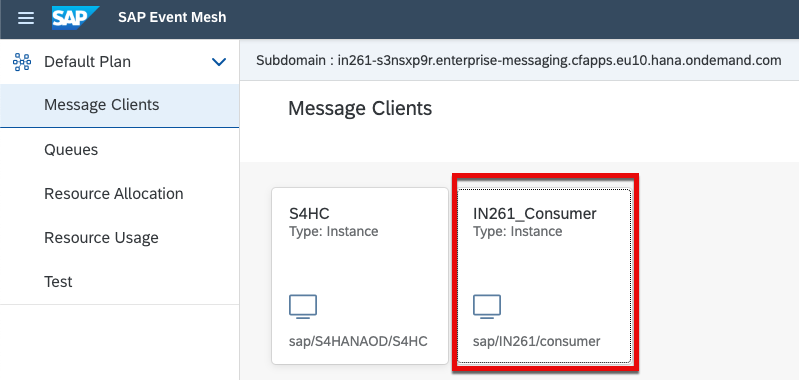 SAP SAP Event Mesh
Default Plan
Message Clients
Queues
Resource Allocation
Resource Usage
Test
Subdomain : in261-s3nsxp9r.enterprise-messaging.cfapps.eu10.hana.ondemand.com
Message Clients
S4HC
Type: Instance
sap/S4HANAOD/S4HC
IN261_Consumer
Type: Instance
sap/IN261/consumer